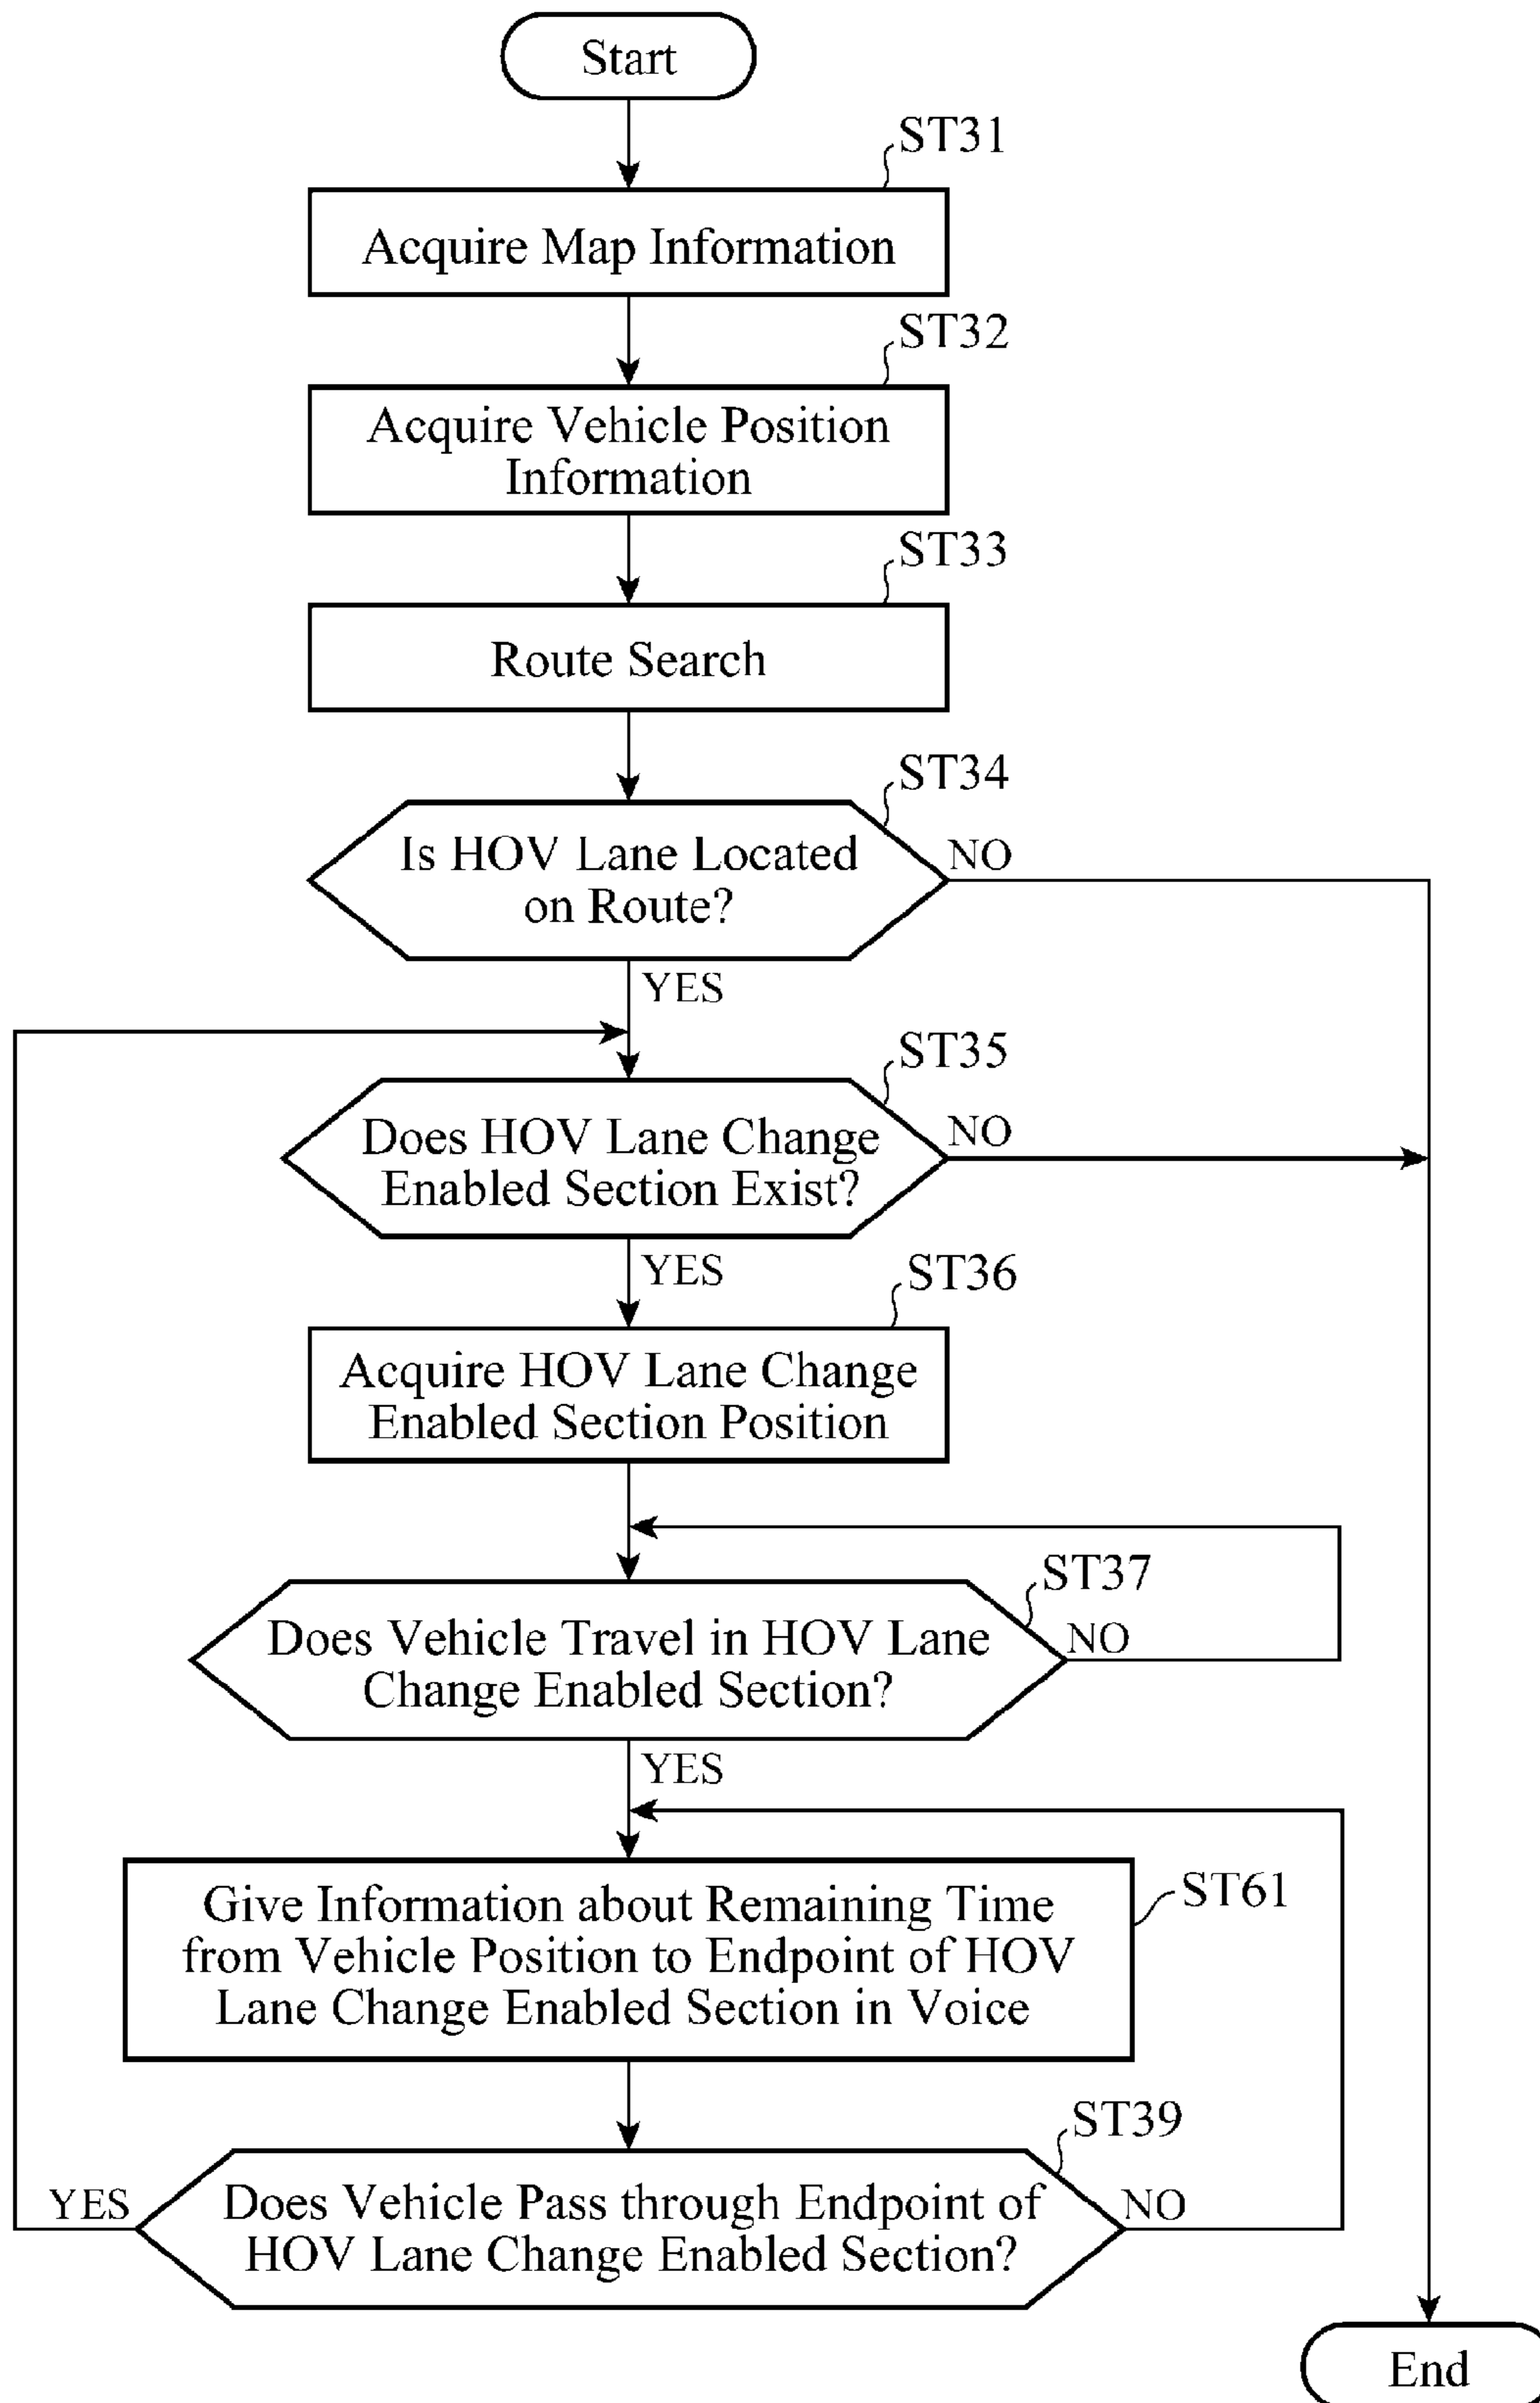 Start
ST31
Acquire Map Information
ST32
Acquire Vehicle Position
Information
ST33
Route Search
ST34
Is HOV Lane Located
on Route?
NO
YES
ST35
Does HOV Lane Change
Enabled Section Exist?
NO
YES
ST36
Acquire HOV Lane Change
Enabled Section Position
ST37
Does Vehicle Travel in HOV Lane
Change Enabled Section?
NO
YES
ST61
Give Information about Remaining Time
from Vehicle Position to Endpoint of HOV
Lane Change Enabled Section in Voice
ST39
YES
Does Vehicle Pass through Endpoint of
HOV Lane Change Enabled Section?
NO
End